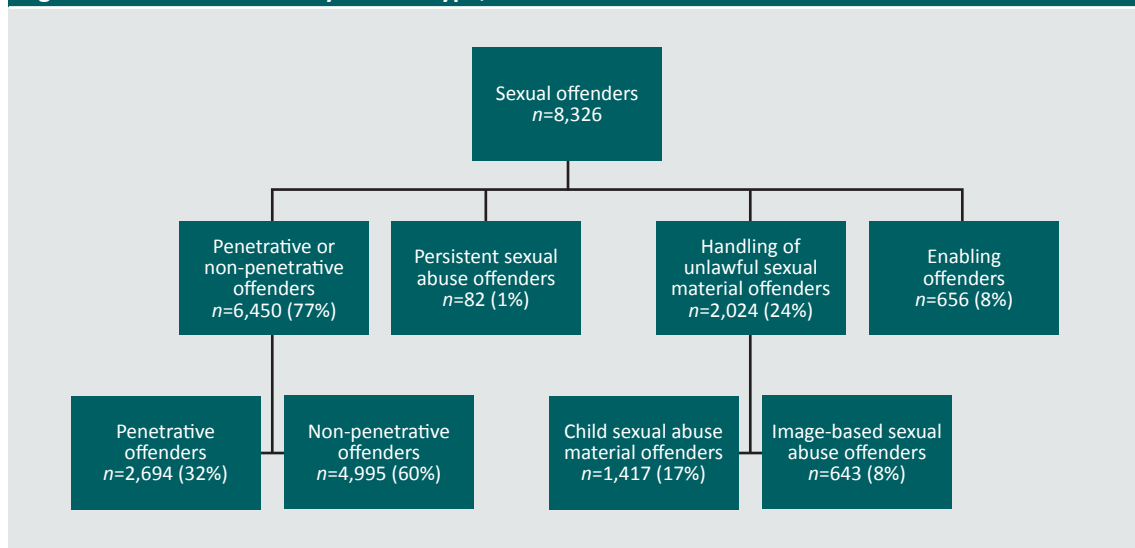 Sexual offenders
n=8,326
Penetrative or
non-penetrative
offenders
n=6,450 (77%)
Persistent sexual
abuse offenders
n=82 (1%)
Handling of
unlawful sexual
material offenders
n=2,024 (24%)
Enabling
offenders
n=656 (8%)
Penetrative
offenders
n=2,694 (32%)
Non-penetrative
offenders
n=4,995 (60%)
Child sexual abuse
material offenders
n=1,417 (17%)
Image-based sexual
abuse offenders
n=643 (8%)